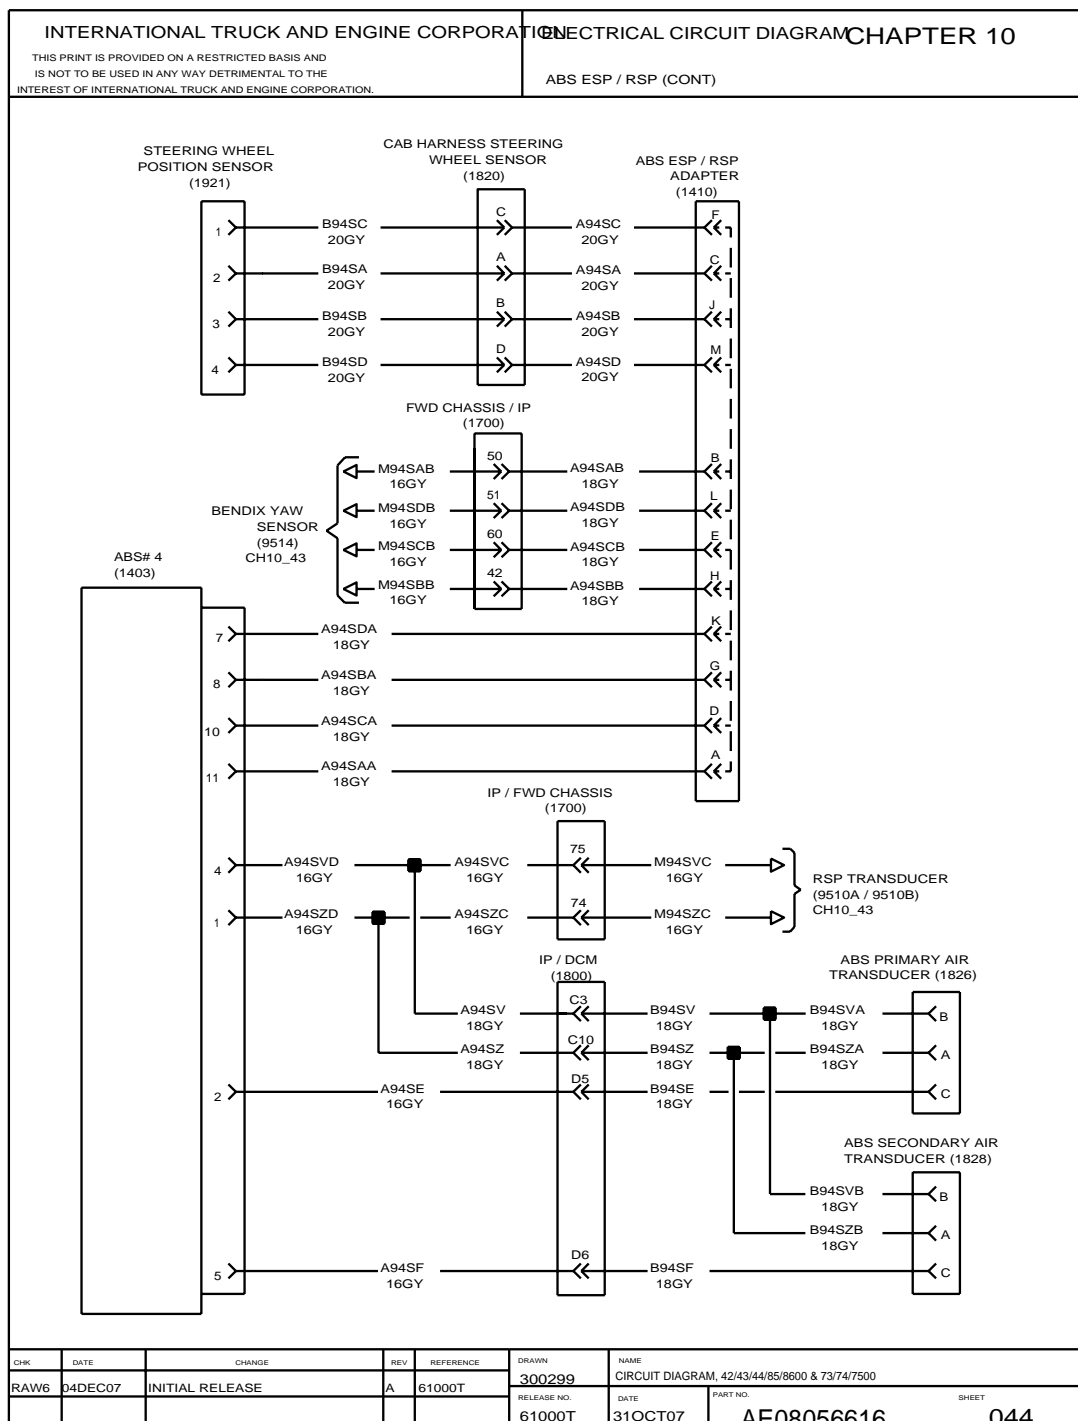 INTERNATIONAL TRUCK AND ENGINE CORPORATION
THIS PRINT IS PROVIDED ON A RESTRICTED BASIS AND
IS NOT TO BE USED IN ANY WAY DETRIMENTAL TO THE
INTEREST OF INTERNATIONAL TRUCK AND ENGINE CORPORATION.
ELECTRICAL CIRCUIT DIAGRAM
CHAPTER 10
ABS ESP / RSP (CONT)
STEERING WHEEL
POSITION SENSOR
(1921)
CAB HARNESS STEERING
WHEEL SENSOR
(1820)
ABS ESP / RSP
ADAPTER
(1410)
1 B94SC 20GY C A94SC 20GY F
2 B94SA 20GY A A94SA 20GY C
3 B94SB 20GY B A94SB 20GY J
4 B94SD 20GY D A94SD 20GY M
FWD CHASSIS / IP
(1700)
BENDIX YAW
SENSOR
(9514)
CH10_43
M94SAB 16GY 50 A94SAB 18GY B
M94SDB 16GY 51 A94SDB 18GY L
M94SCB 16GY 60 A94SCB 18GY E
M94SBB 16GY 42 A94SBB 18GY H
ABS# 4
(1403)
7 A94SDA 18GY K
8 A94SBA 18GY G
10 A94SCA 18GY D
11 A94SAA 18GY A
IP / FWD CHASSIS
(1700)
4 A94SVD 16GY A94SVC 16GY 75 M94SVC 16GY
1 A94SZD 16GY A94SZC 16GY 74 M94SZC 16GY
RSP TRANSDUCER
(9510A / 9510B)
CH10_43
IP / DCM
(1800)
ABS PRIMARY AIR
TRANSDUCER (1826)
A94SV 18GY C3 B94SV 18GY B94SVA 18GY B
A94SZ 18GY C10 B94SZ 18GY B94SZA 18GY A
2 A94SE 16GY D5 B94SE 18GY C
ABS SECONDARY AIR
TRANSDUCER (1828)
B94SVB 18GY B
B94SZB 18GY A
5 A94SF 16GY D6 B94SF 18GY C
CHK DATE CHANGE REV REFERENCE
RAW6 04DEC07 INITIAL RELEASE A 61000T
DRAWN
300299
NAME
CIRCUIT DIAGRAM, 42/43/44/85/8600 & 73/74/7500
RELEASE NO.
61000T
DATE
31OCT07
PART NO.
AE08056616
SHEET
044